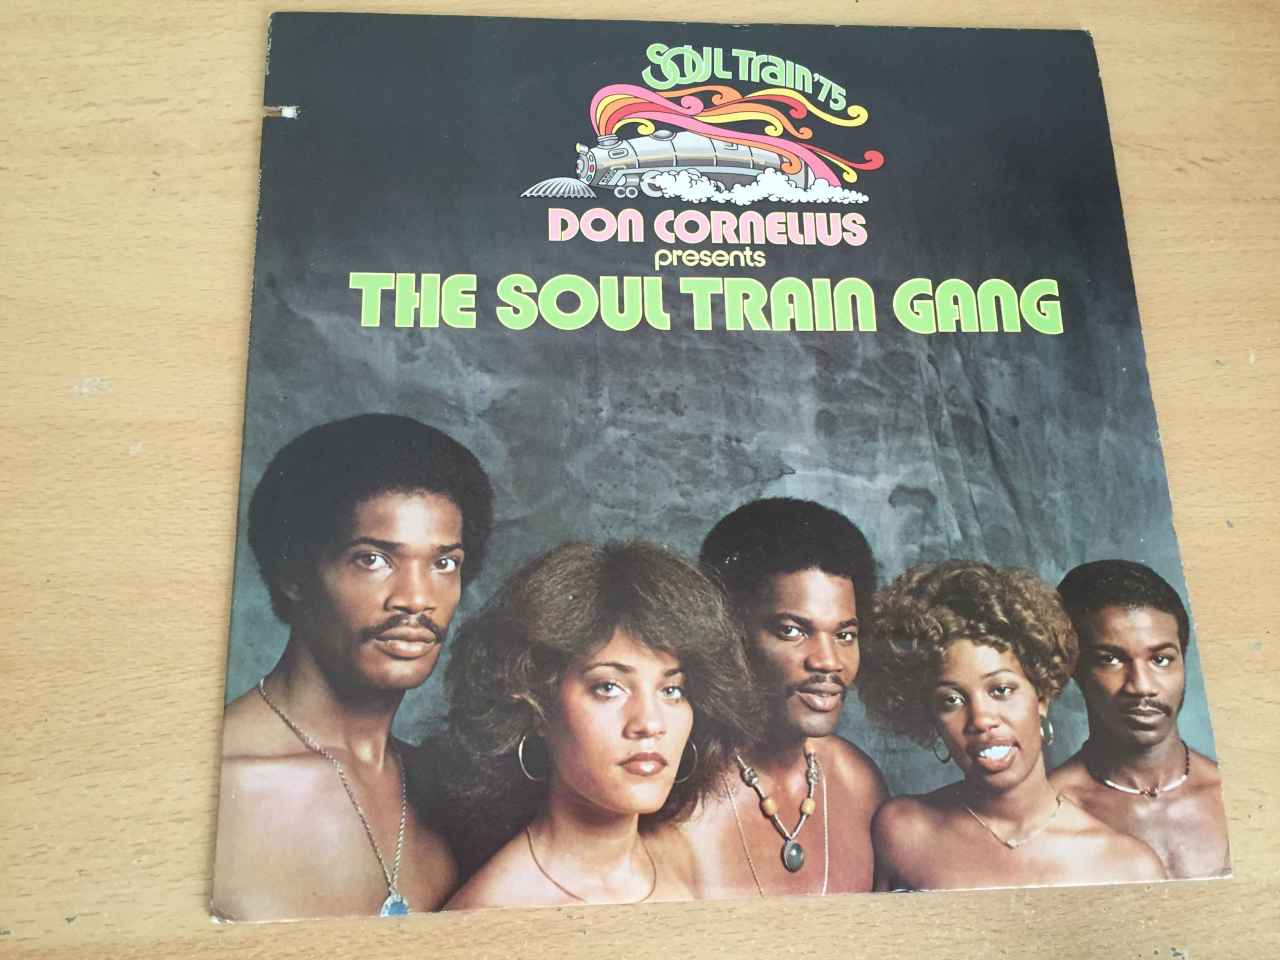 SOUL TRAIN '75
DON CORNELIUS
presents
THE SOUL TRAIN GANG